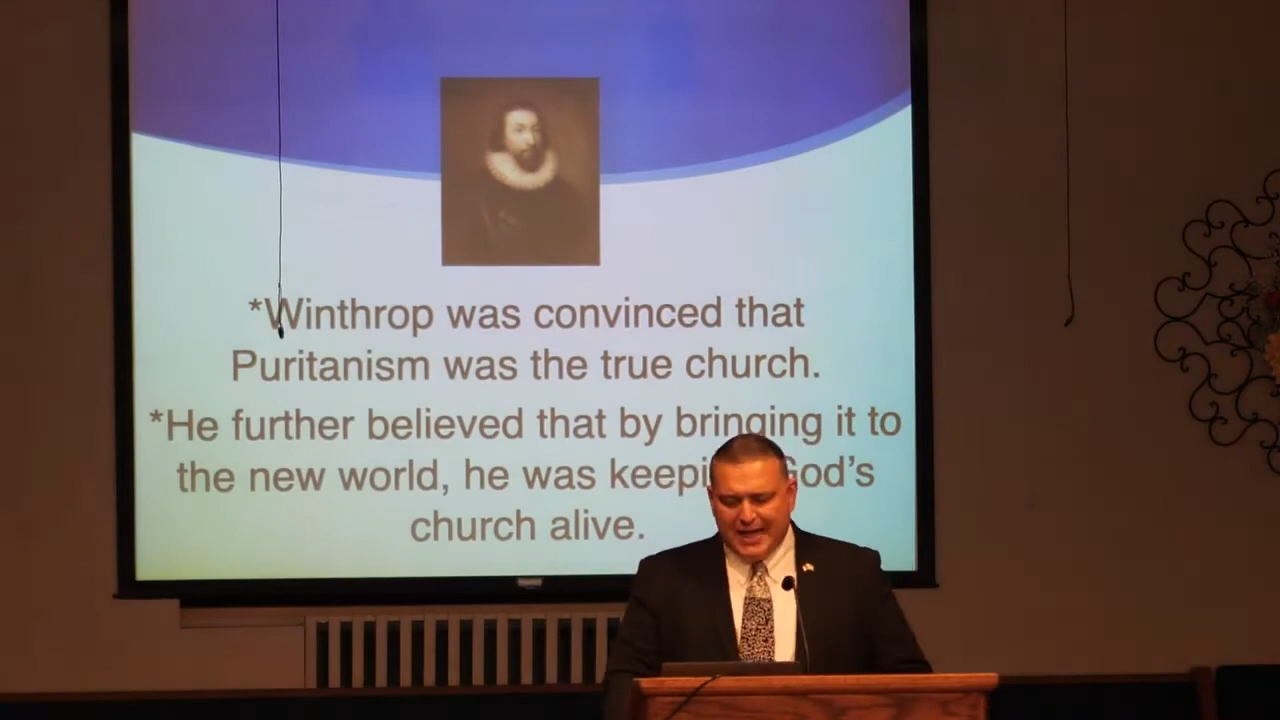 *Winthrop was convinced that
Puritanism was the true church.
*He further believed that by bringing it to
the new world, he was God's
church alive.